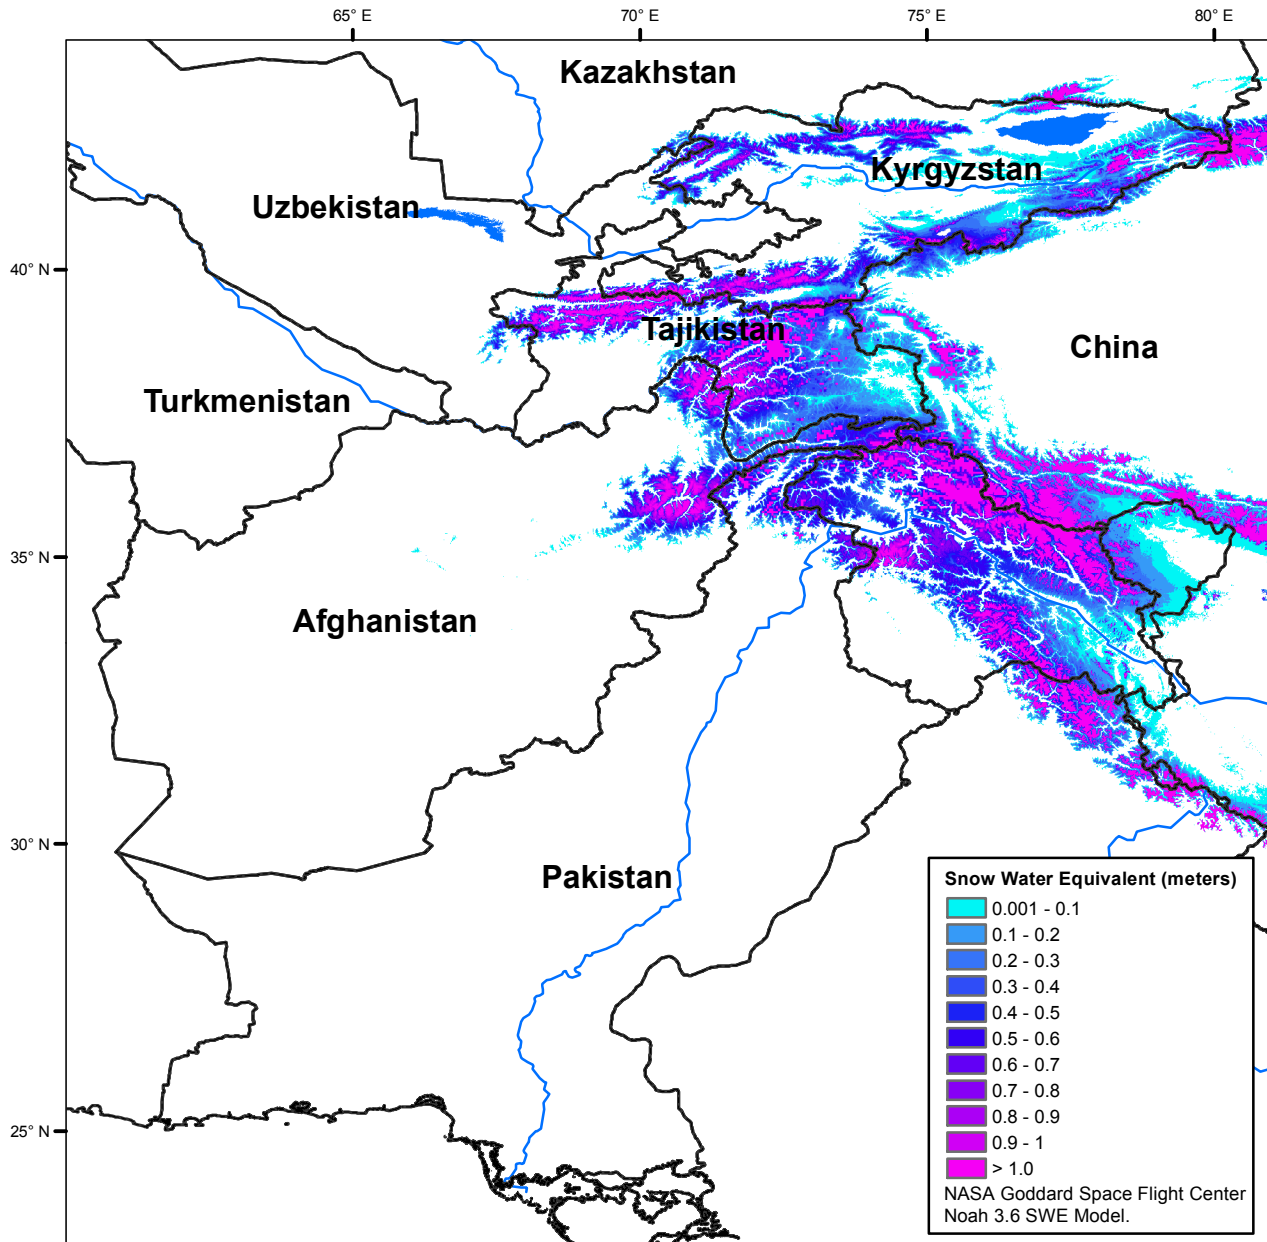 65° E
70° E
75° E
80° E
Kazakhstan
Kyrgyzstan
Uzbekistan
40° N
Tajikistan
China
Turkmenistan
35° N
Afghanistan
30° N
Pakistan
25° N
Snow Water Equivalent (meters)
0.001 - 0.1
0.1 - 0.2
0.2 - 0.3
0.3 - 0.4
0.4 - 0.5
0.5 - 0.6
0.6 - 0.7
0.7 - 0.8
0.8 - 0.9
0.9 - 1
> 1.0
NASA Goddard Space Flight Center
Noah 3.6 SWE Model.